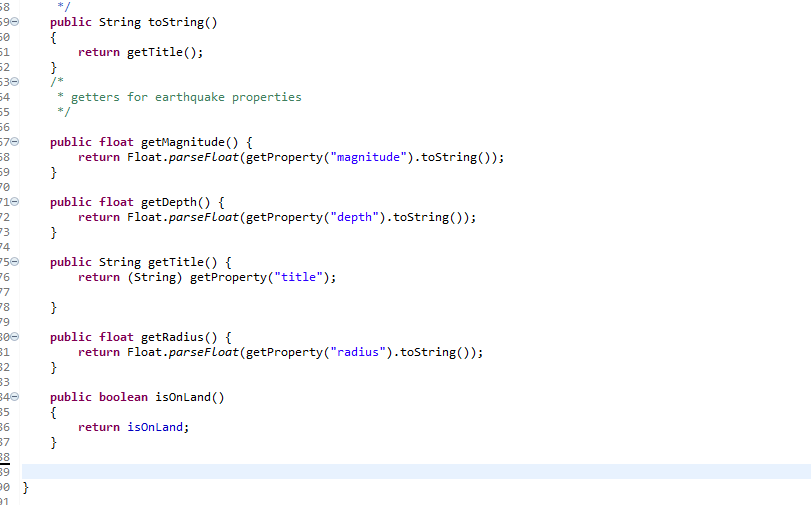 58      */
59     public String toString()
60     {
61         return getTitle();
62     }
63     /*
64      * getters for earthquake properties
65      */
66
67     public float getMagnitude() {
68         return Float.parseFloat(getProperty("magnitude").toString());
69     }
70
71     public float getDepth() {
72         return Float.parseFloat(getProperty("depth").toString());
73     }
74
75     public String getTitle() {
76         return (String) getProperty("title");
77
78     }
79
80     public float getRadius() {
81         return Float.parseFloat(getProperty("radius").toString());
82     }
83
84     public boolean isOnLand()
85     {
86         return isOnLand;
87     }
88
89
90 }
91